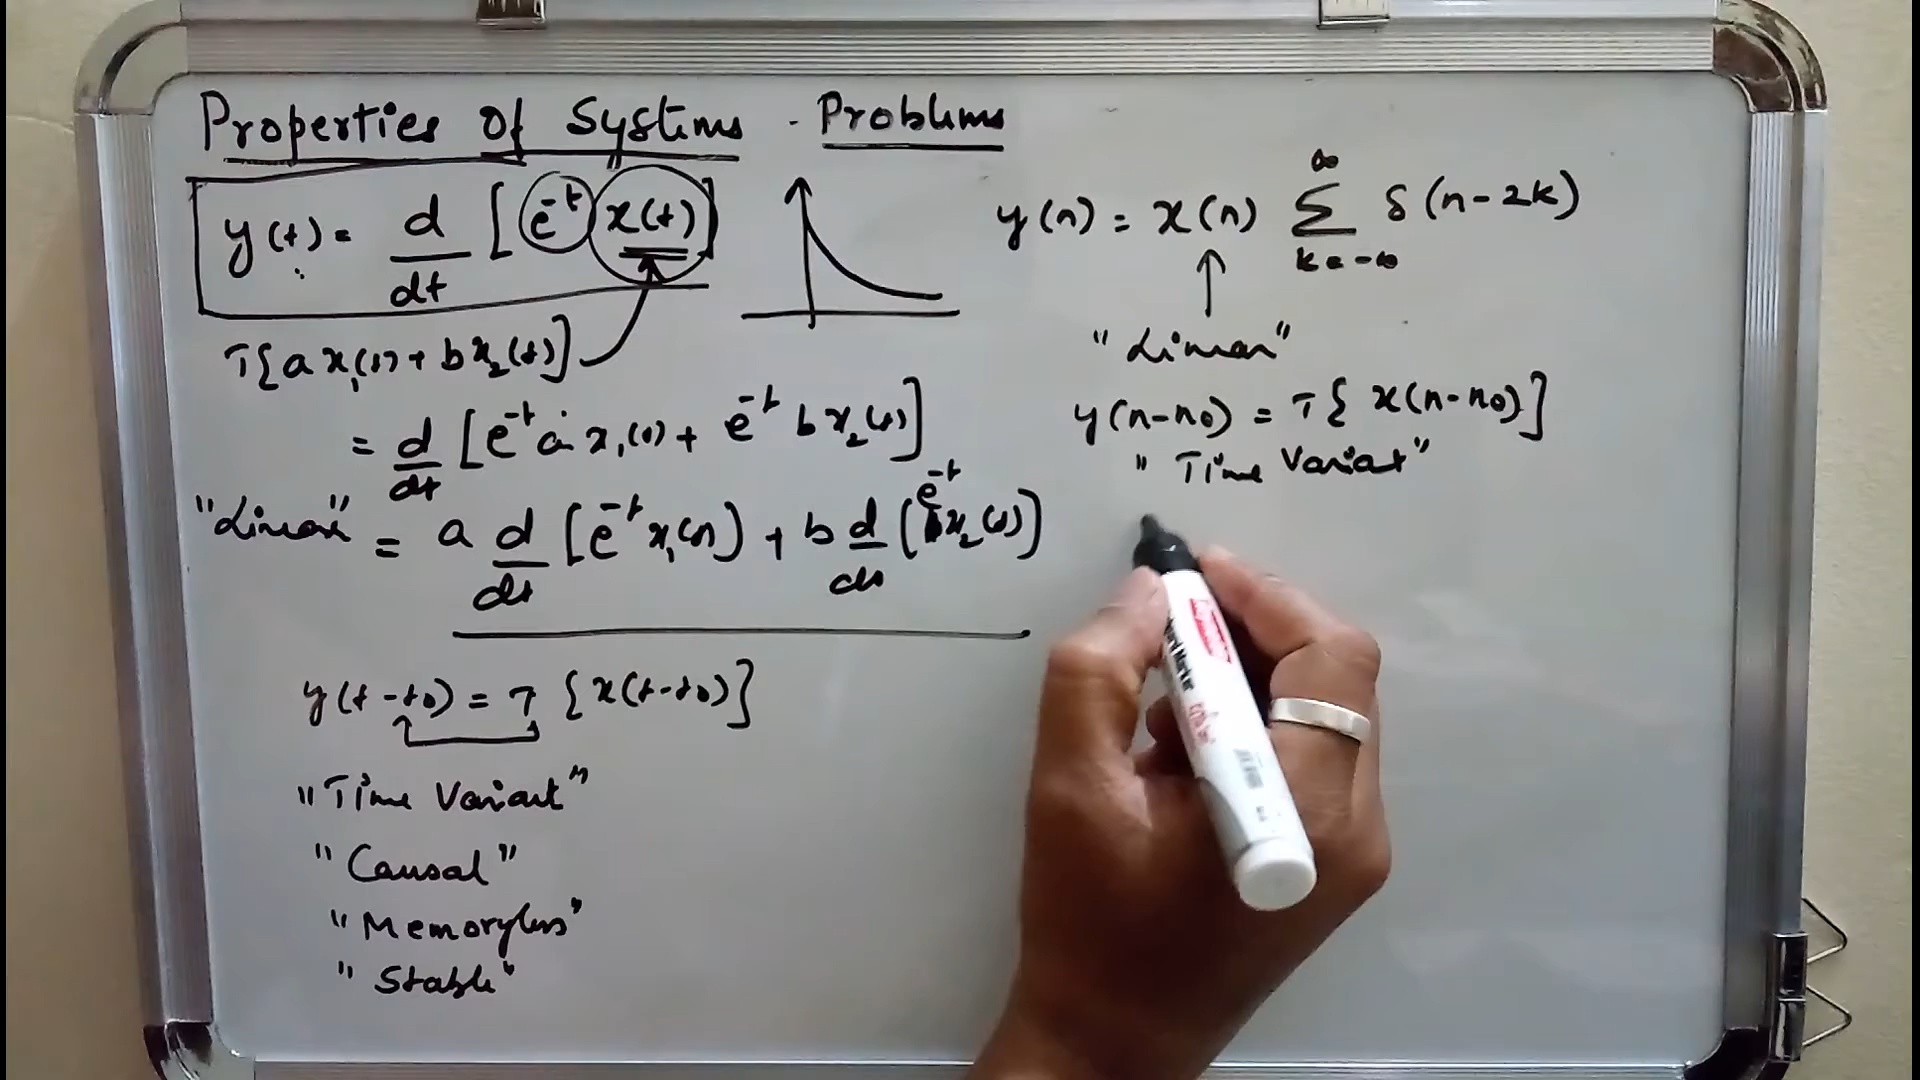 Properties of Systems - Problems
y(t) = d/dt [e^-t x(t)]
T{a x₁(t) + b x₂(t)}
= d/dt [e^-t a x₁(t) + e^-t b x₂(t)]
"Linear" = a d/dt [e^-t x₁(t)] + b d/dt (e^-t x₂(t))
y(t-t0) = T {x(t-t0)}
"Time Variant"
"Causal"
"Memoryless"
"Stable"
y(n) = x(n) ∞ Σ k=-∞ δ(n-2k)
"Linear"
y(n-n0) = T{ x(n-n0)}
"Time Variant"